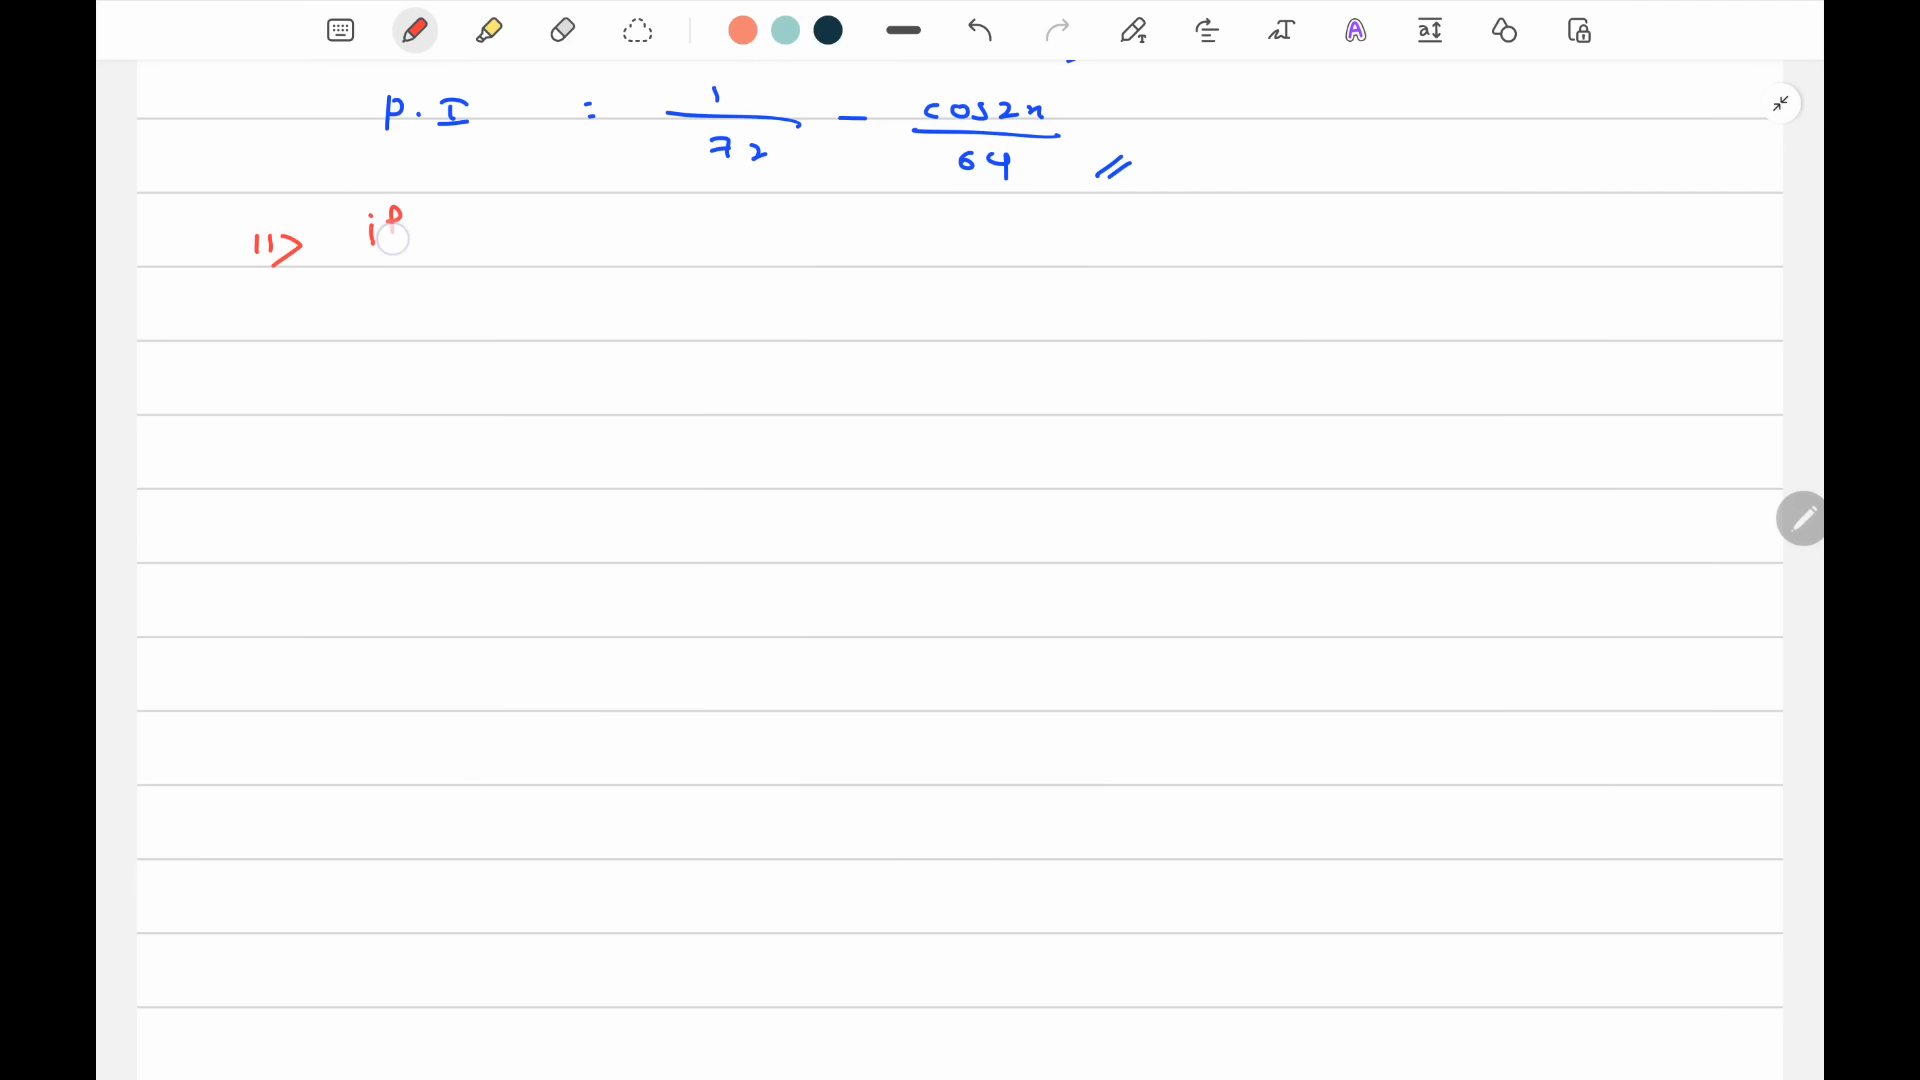 P.I : 1/72 - cos2x/64 //
11> if